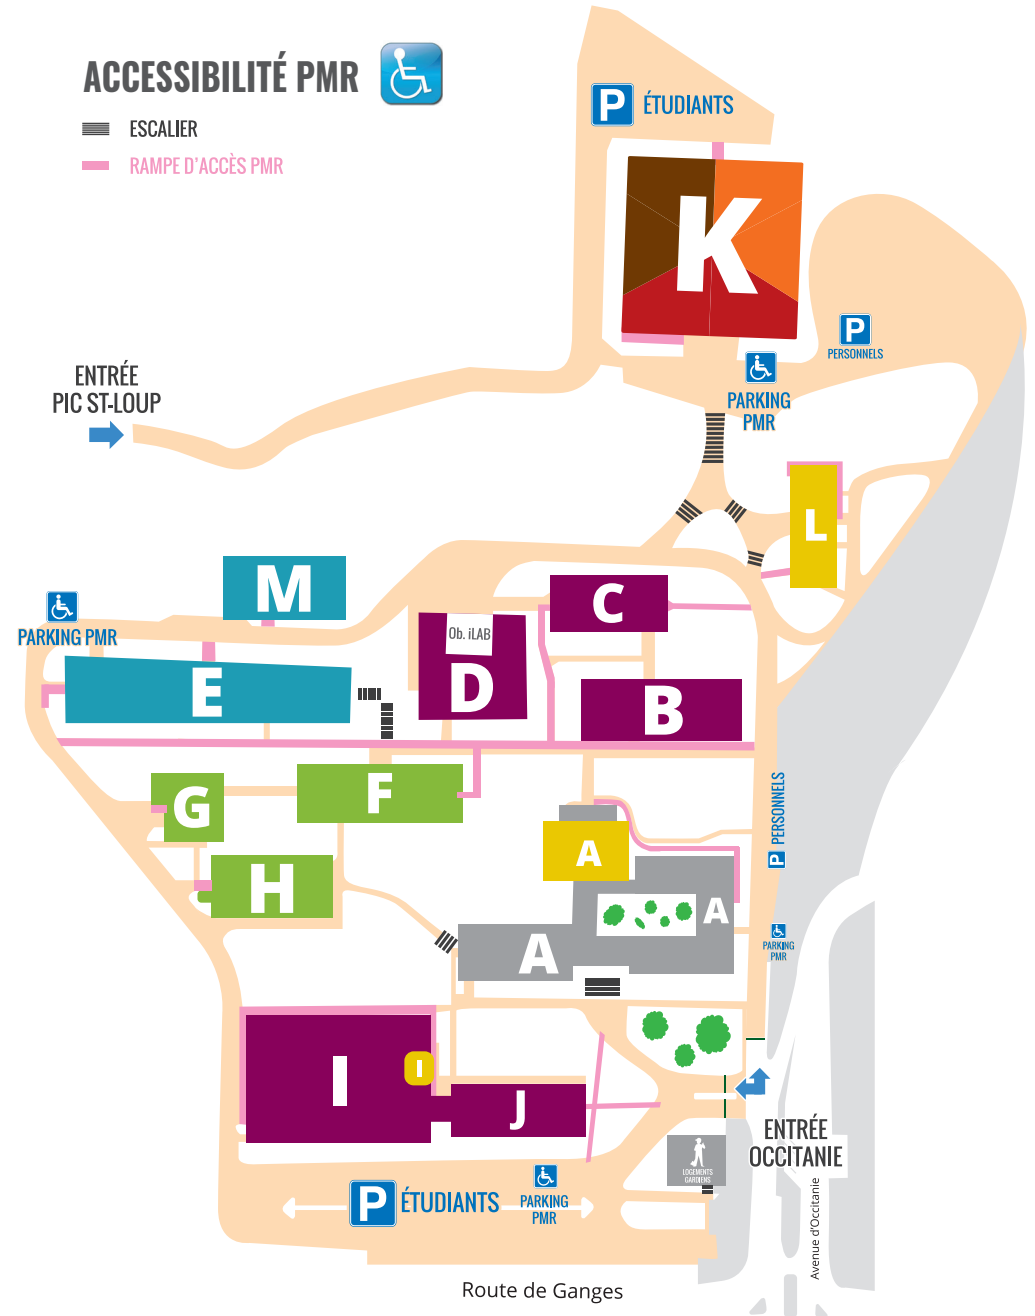 ACCESSIBILITÉ PMR
ESCALIER
RAMPE D'ACCÈS PMR
P ÉTUDIANTS
K
P
PERSONNELS
PARKING
PMR
ENTRÉE
PIC ST-LOUP
L
M
C
PARKING PMR
Ob. iLAB
E
D
B
F
G
P PERSONNELS
A
H
A
A
PARKING
PMR
I
I
J
ENTRÉE
OCCITANIE
LOGEMENTS
GARDIENS
P ÉTUDIANTS
PARKING
PMR
Avenue d'Occitanie
Route de Ganges